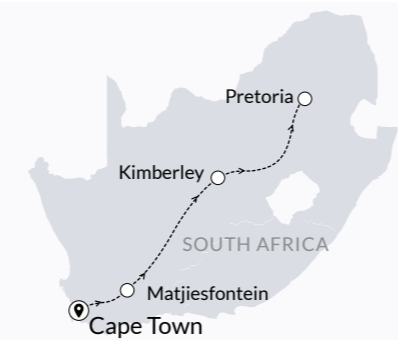 Pretoria
Kimberley
SOUTH AFRICA
Matjiesfontein
Cape Town